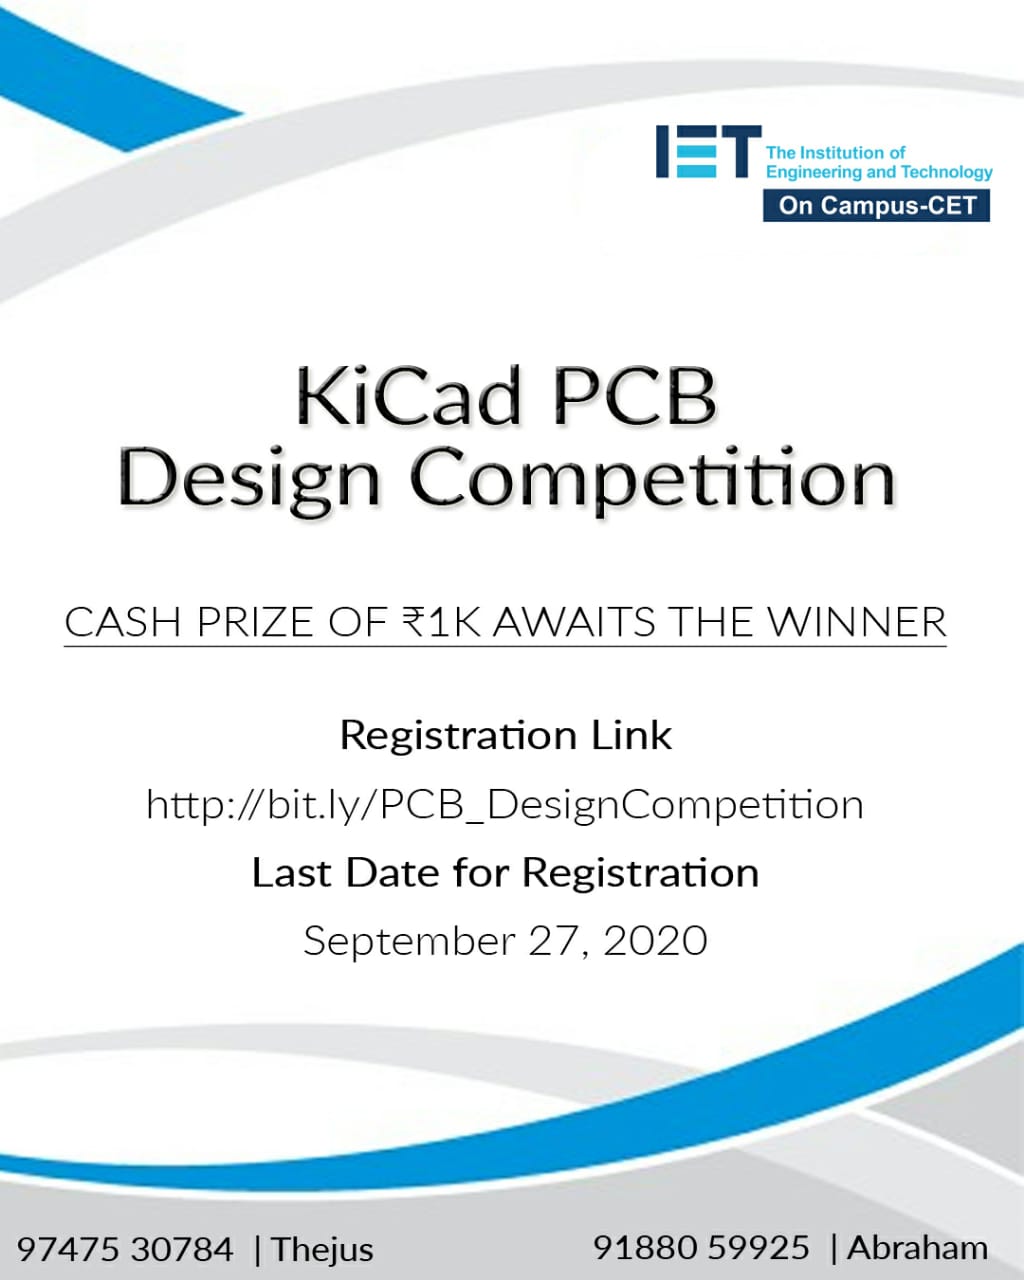 IET
The Institution of
Engineering and Technology
On Campus-CET
KiCad PCB
Design Competition
CASH PRIZE OF ₹1K AWAITS THE WINNER
Registration Link
http://bit.ly/PCB_DesignCompetition
Last Date for Registration
September 27, 2020
97475 30784 | Thejus
91880 59925 | Abraham